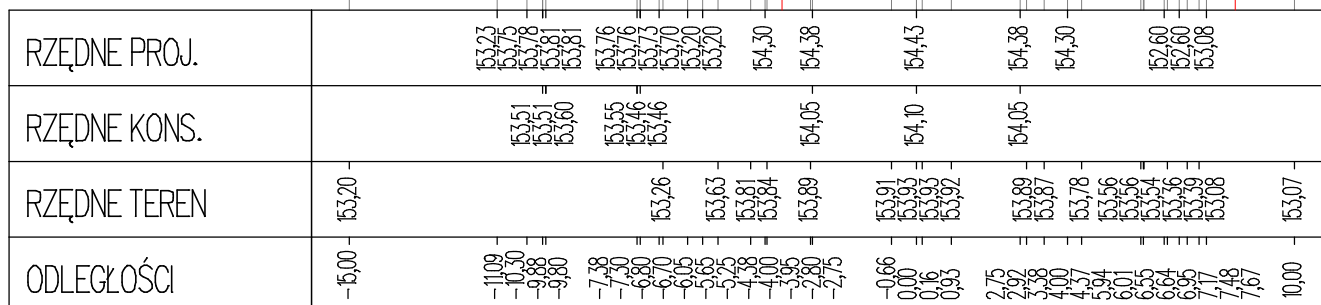 RZĘDNE PROJ. 153,23 153,75 153,78 153,81 153,81 153,76 153,76 153,73 153,70 153,20 153,20 154,30 154,38 154,43 154,38 154,30 152,60 152,60 153,08
RZĘDNE KONS. 153,51 153,51 153,60 153,55 153,46 153,46 154,05 154,10 154,05
RZĘDNE TEREN 153,20 153,26 153,63 153,81 153,84 153,89 153,91 153,93 153,93 153,92 153,89 153,87 153,78 153,56 153,56 153,54 153,36 153,39 153,08 153,07
ODLEGŁOŚCI -15,00 -11,09 -10,30 -9,88 -9,80 -7,38 -7,30 -6,80 -6,70 -6,05 -5,65 -5,25 -4,38 -4,00 -3,95 -2,80 -2,75 -0,66 0,10 0,16 0,93 2,75 2,92 3,38 4,00 4,37 5,94 6,01 6,55 6,64 6,95 7,17 7,48 7,67 10,00